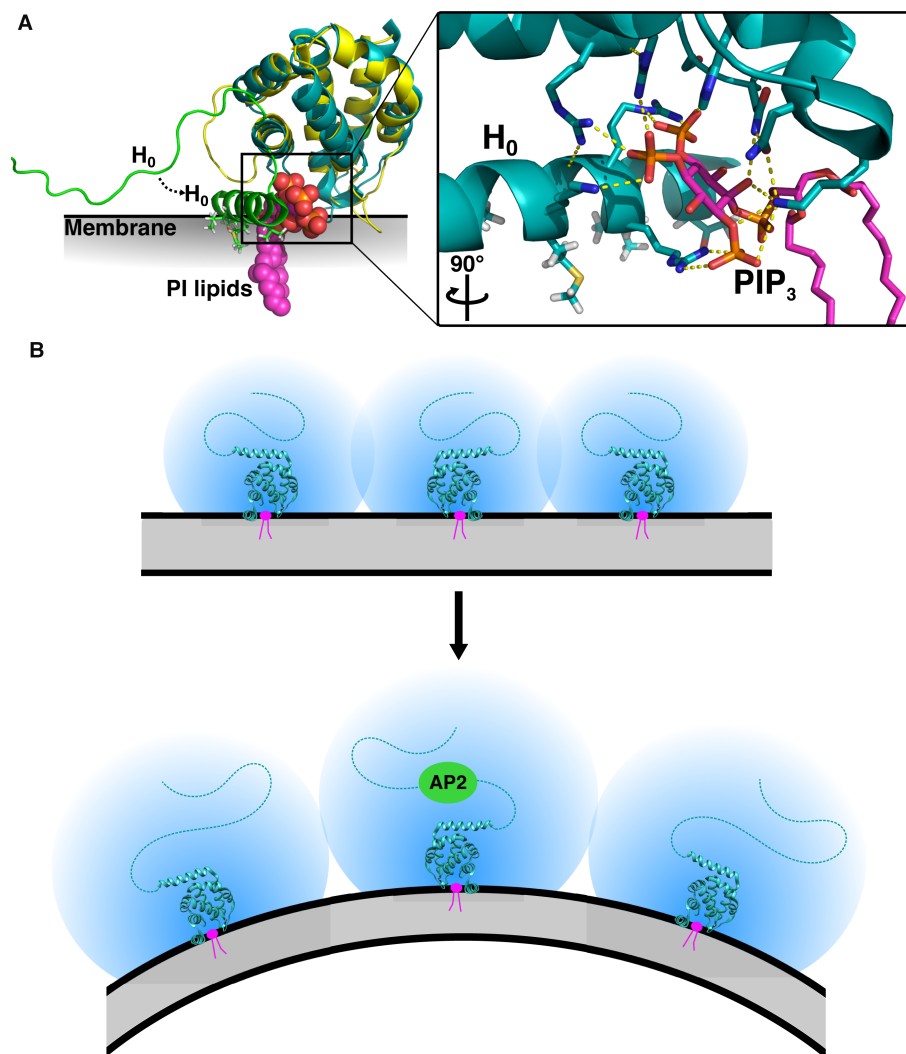 A
H₀
H₀
Membrane
PI lipids
H₀
90°
PIP₃
B
AP2